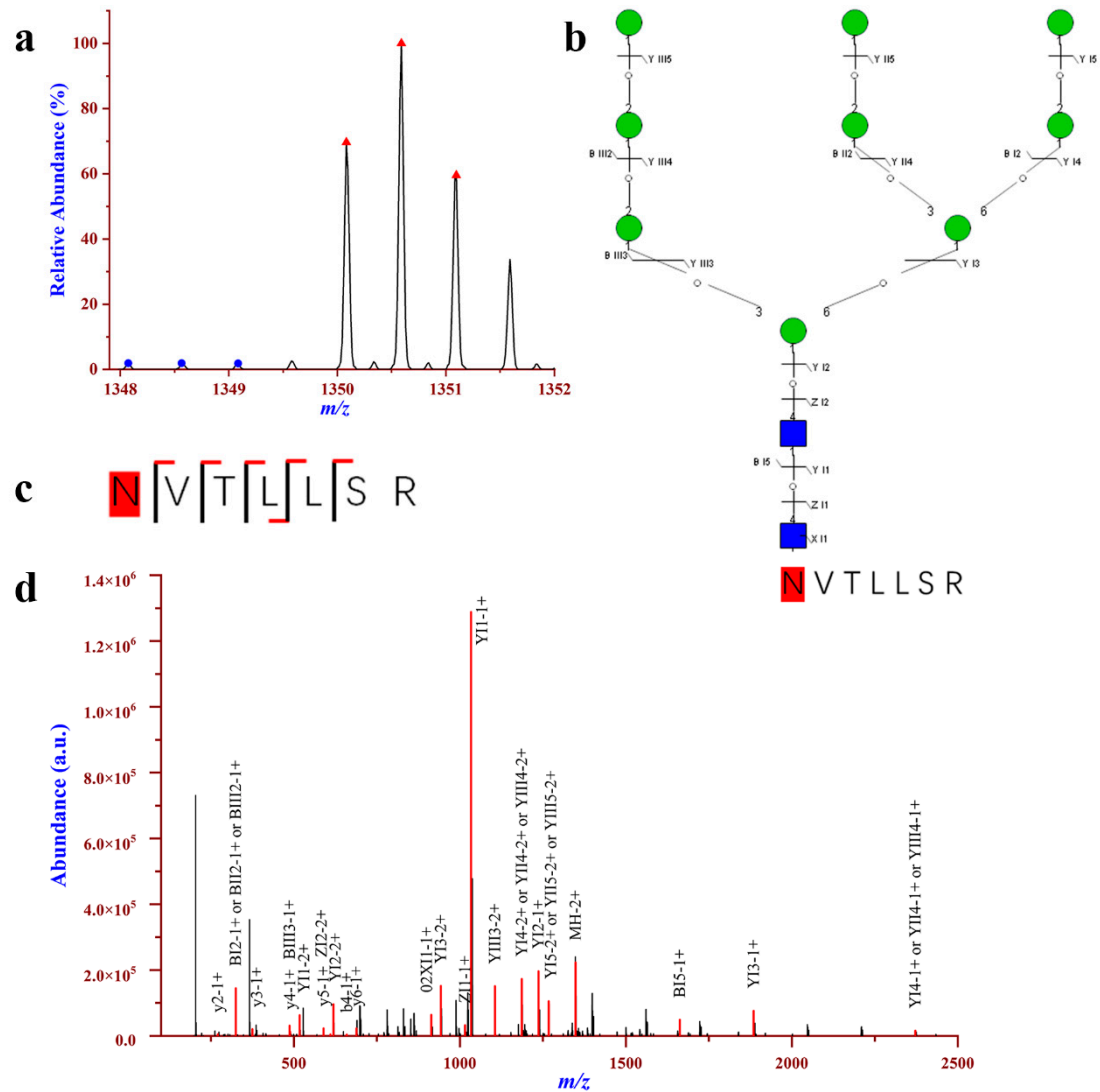 a
Relative Abundance (%)
100
80
60
40
20
0
1348
1349
1350
1351
1352
m/z
b
Y III5
Y II5
Y I5
2
2
2
B III2
Y III4
B II2
Y II4
B I2
Y I4
2
3
6
B III3
Y III3
Y I3
3
6
Y I2
Z I2
4
B I5
Y I1
Z I1
4
X I1
N V T L L S R
c
N V T L L S R
d
Abundance (a.u.)
1,4×10⁶
1.2×10⁶
1.0×10⁶
8.0×10⁵
6.0×10⁵
4.0×10⁵
2.0×10⁵
0.0
500
1000
1500
2000
2500
m/z
y2-1+
BI2-1+ or BII2-1+ or BIII2-1+
y3-1+
y4-1+
BIII3-1+
YI1-2+
y5-1+
ZI2-2+
YI2-2+
b4-1+
y6-1+
02XI1-1+
YI3-2+
ZI1-1+
YI1-1+
YIII3-2+
YI4-2+ or YII4-2+ or YIII4-2+
YI2-1+
YI5-2+ or YII5-2+ or YIII5-2+
MH-2+
BI5-1+
YI3-1+
YI4-1+ or YII4-1+ or YIII4-1+